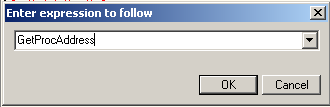 Enter expression to follow
GetProcAddress
OK
Cancel